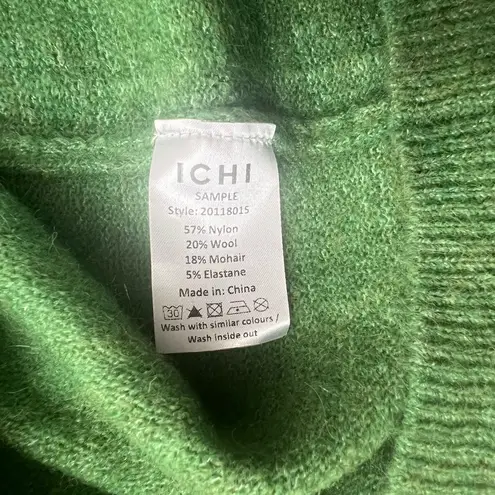 ICHI
SAMPLE
Style: 20118015
57% Nylon
20% Wool
18% Mohair
5% Elastane
Made in: China
30
Wash with similar colours /
Wash inside out